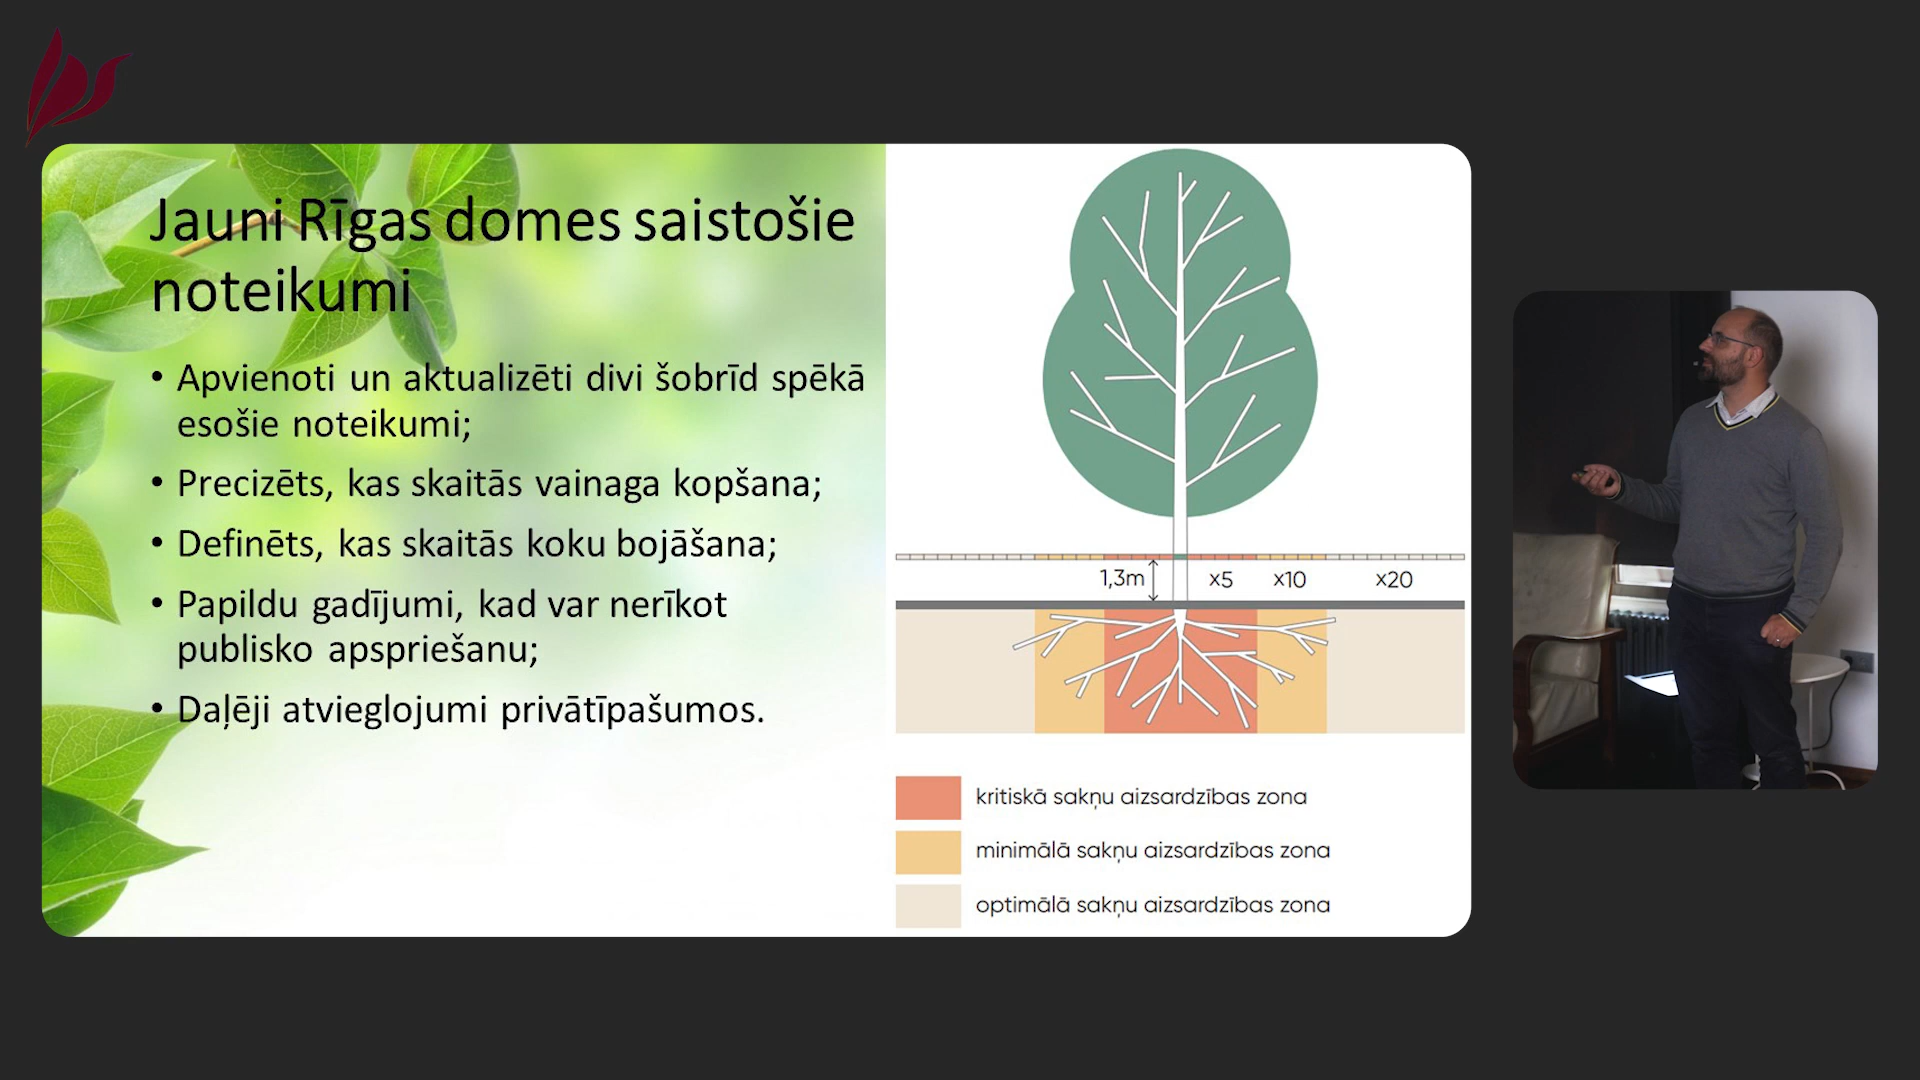 Jauni Rīgas domes saistošie
noteikumi
• Apvienoti un aktualizēti divi šobrīd spēkā
esošie noteikumi;
• Precizēts, kas skaitās vainaga kopšana;
• Definēts, kas skaitās koku bojāšana;
• Papildu gadījumi, kad var nerīkot
publisko apspriešanu;
• Daļēji atvieglojumi privātīpašumos.
1,3m x5 x10 x20
kritiskā sakņu aizsardzības zona
minimālā sakņu aizsardzības zona
optimālā sakņu aizsardzības zona